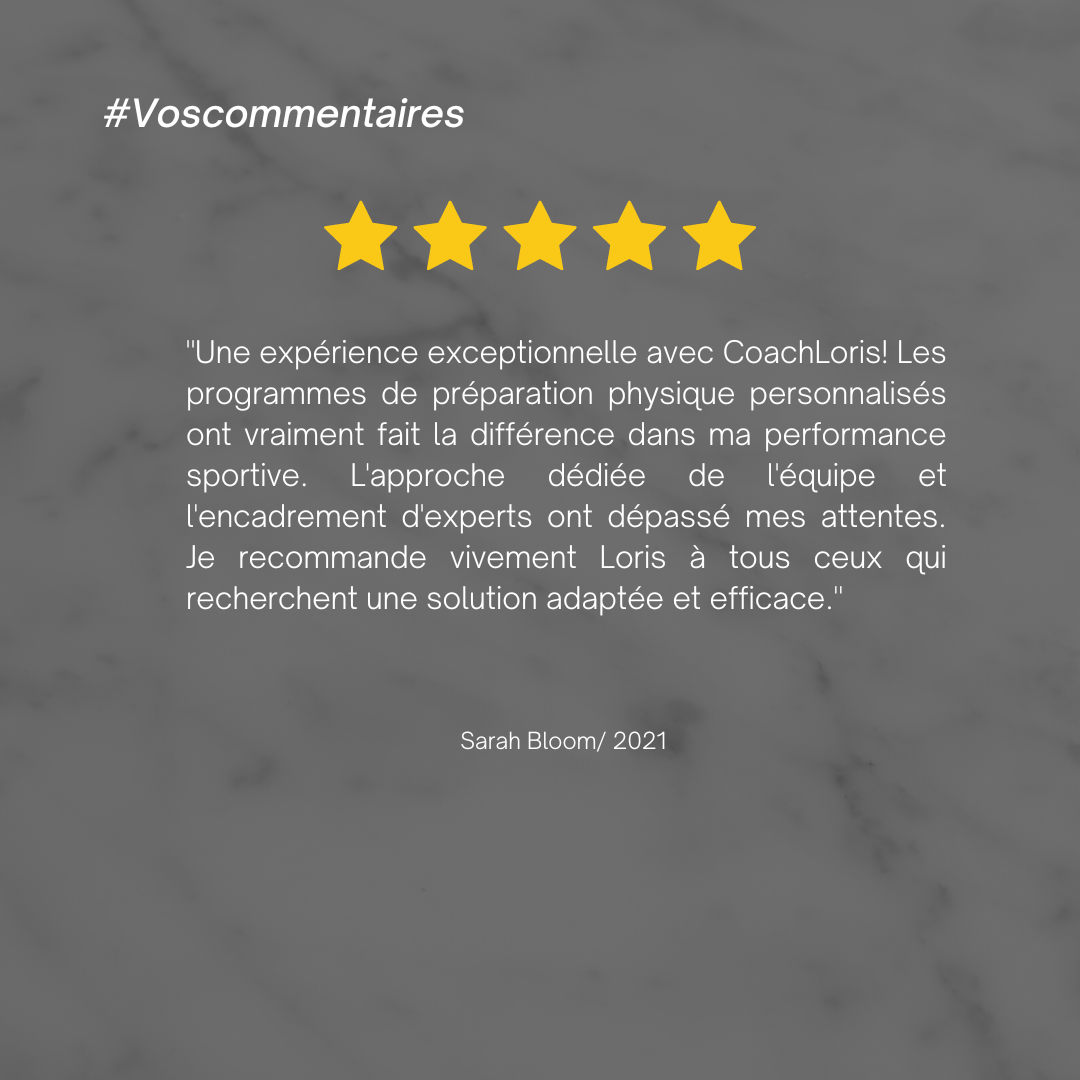 #Voscommentaires
"Une expérience exceptionnelle avec CoachLoris! Les
programmes de préparation physique personnalisés
ont vraiment fait la différence dans ma performance
sportive. L'approche dédiée de l'équipe et
l'encadrement d'experts ont dépassé mes attentes.
Je recommande vivement Loris à tous ceux qui
recherchent une solution adaptée et efficace."
Sarah Bloom/ 2021